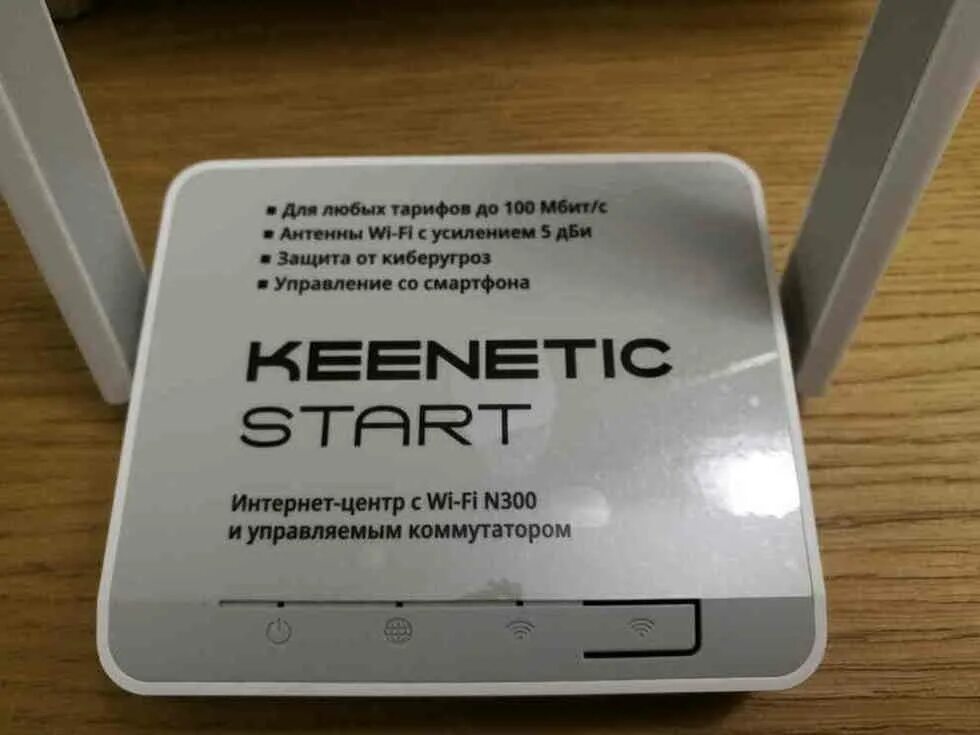 ▪ Для любых тарифов до 100 Мбит/с
▪ Антенны Wi-Fi с усилением 5 дБи
▪ Защита от киберугроз
▪ Управление со смартфона
KEENETIC
START
Интернет-центр с Wi-Fi N300
и управляемым коммутатором